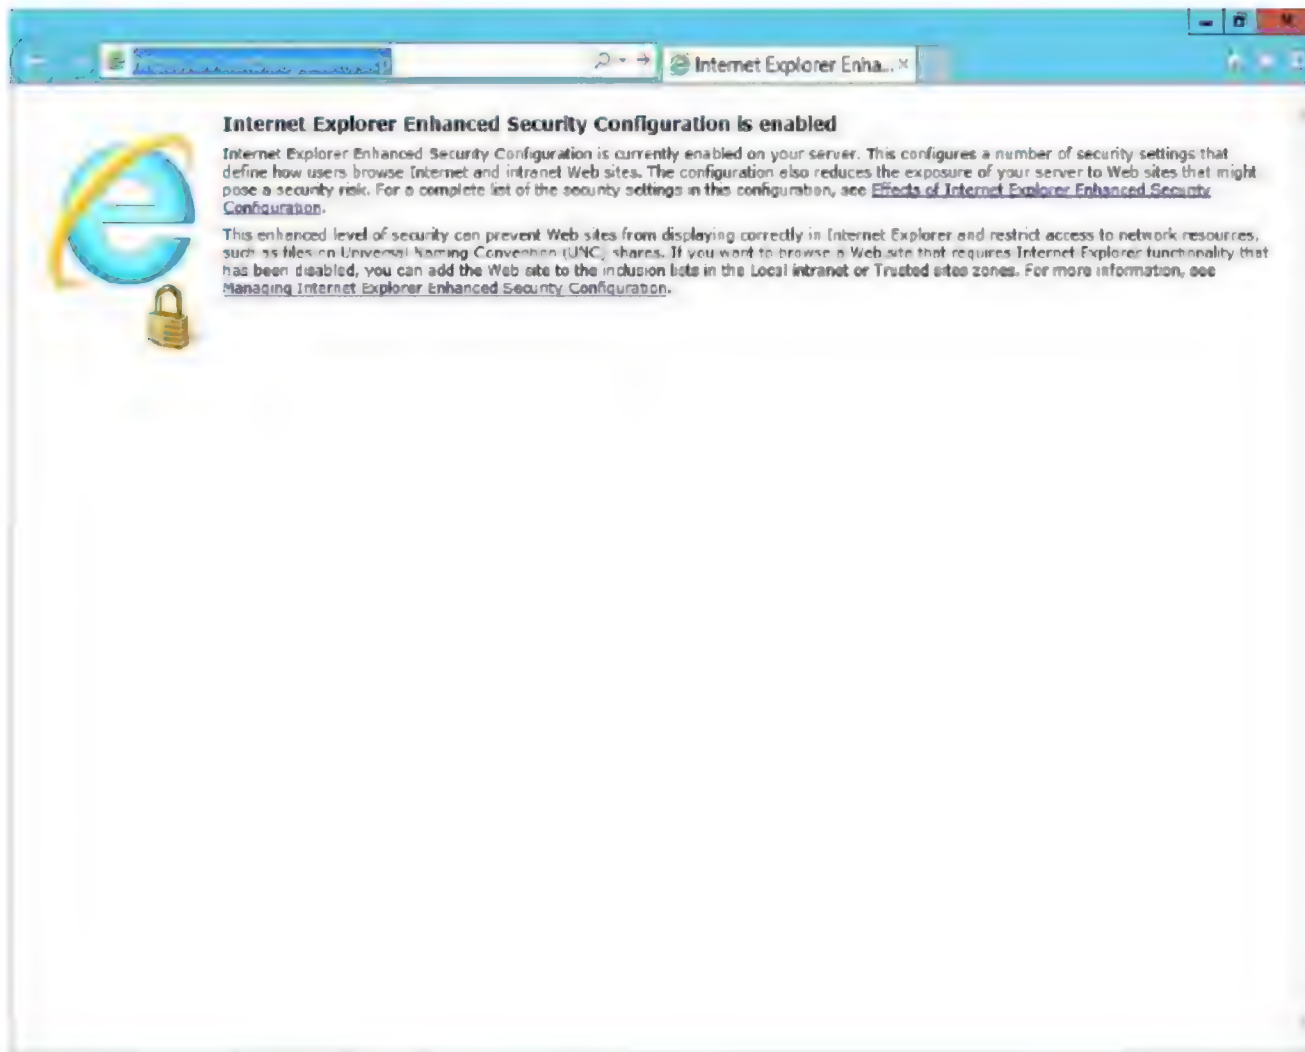 Internet Explorer Enha...
Internet Explorer Enhanced Security Configuration is enabled
Internet Explorer Enhanced Security Configuration is currently enabled on your server. This configures a number of security settings that
define how users browse Internet and intranet Web sites. The configuration also reduces the exposure of your server to Web sites that might
pose a security risk. For a complete list of the security settings in this configuration, see Effects of Internet Explorer Enhanced Security
Configuration.
This enhanced level of security can prevent Web sites from displaying correctly in Internet Explorer and restrict access to network resources,
such as files on Universal Naming Convention (UNC) shares. If you want to browse a Web site that requires Internet Explorer functionality that
has been disabled, you can add the Web site to the inclusion lists in the Local intranet or Trusted sites zones. For more information, see
Managing Internet Explorer Enhanced Security Configuration.